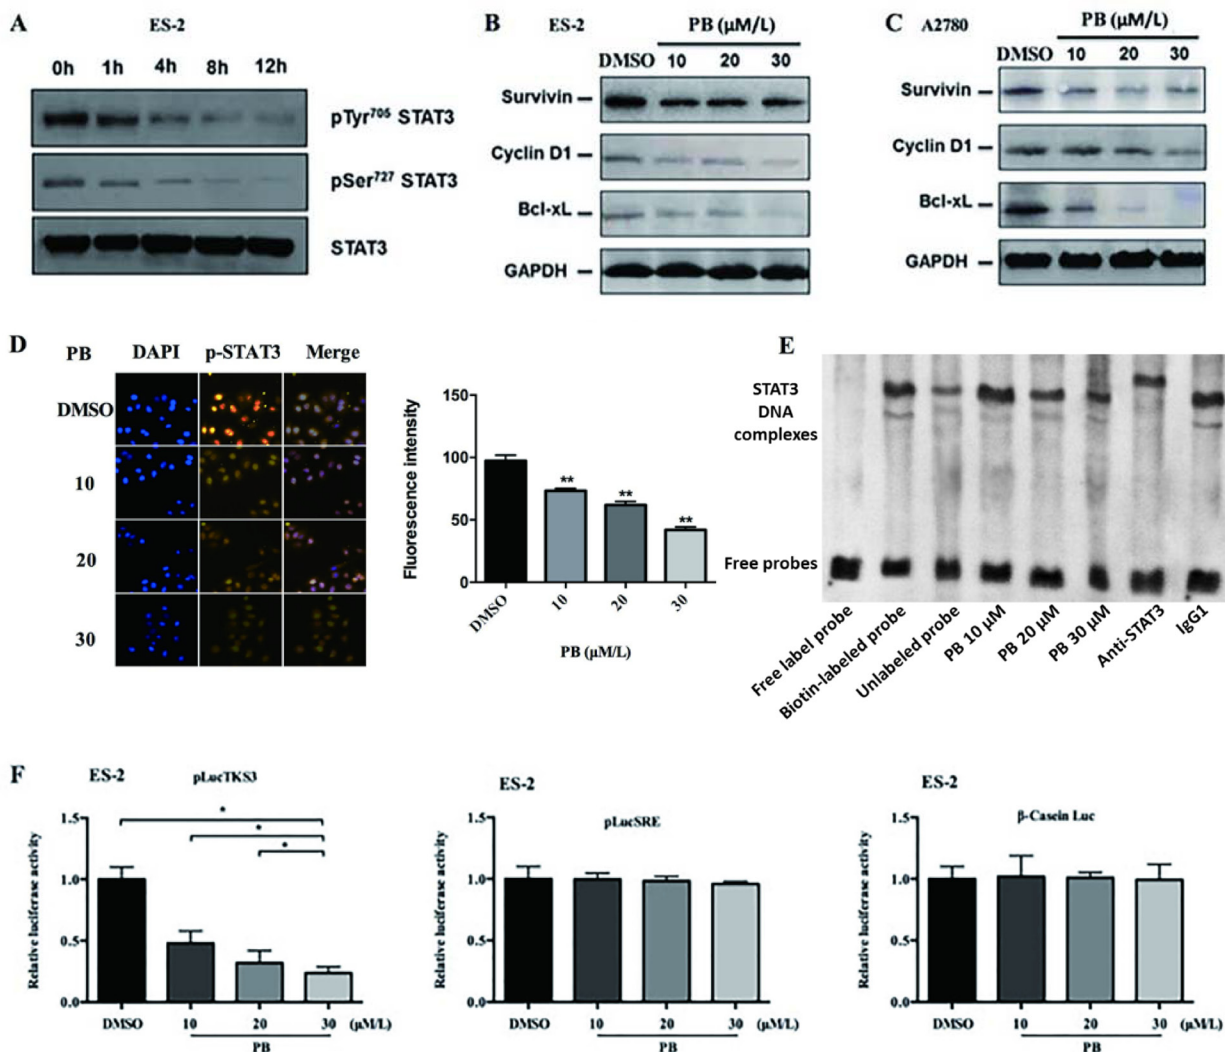 A
ES-2
0h 1h 4h 8h 12h
pTyr⁷⁰⁵ STAT3
pSer⁷²⁷ STAT3
STAT3
B
ES-2
PB (μM/L)
DMSO 10 20 30
Survivin
Cyclin D1
Bcl-xL
GAPDH
C
A2780
PB (μM/L)
DMSO 10 20 30
Survivin
Cyclin D1
Bcl-xL
GAPDH
D
PB DAPI p-STAT3 Merge
DMSO
10
20
30
Fluorescence intensity
150
100
50
0
**
**
**
DMSO 10 20 30
PB (μM/L)
E
STAT3
DNA
complexes
Free probes
Free label probe
Biotin-labeled probe
Unlabeled probe
PB 10 μM
PB 20 μM
PB 30 μM
Anti-STAT3
IgG1
F
ES-2
pLucTKS3
Relative luciferase activity
1.5
1.0
0.5
0.0
*
*
*
DMSO 10 20 30 (μM/L)
PB
ES-2
pLucSRE
Relative luciferase activity
1.5
1.0
0.5
0.0
DMSO 10 20 30 (μM/L)
PB
ES-2
β-Casein Luc
Relative luciferase activity
1.5
1.0
0.5
0.0
DMSO 10 20 30 (μM/L)
PB